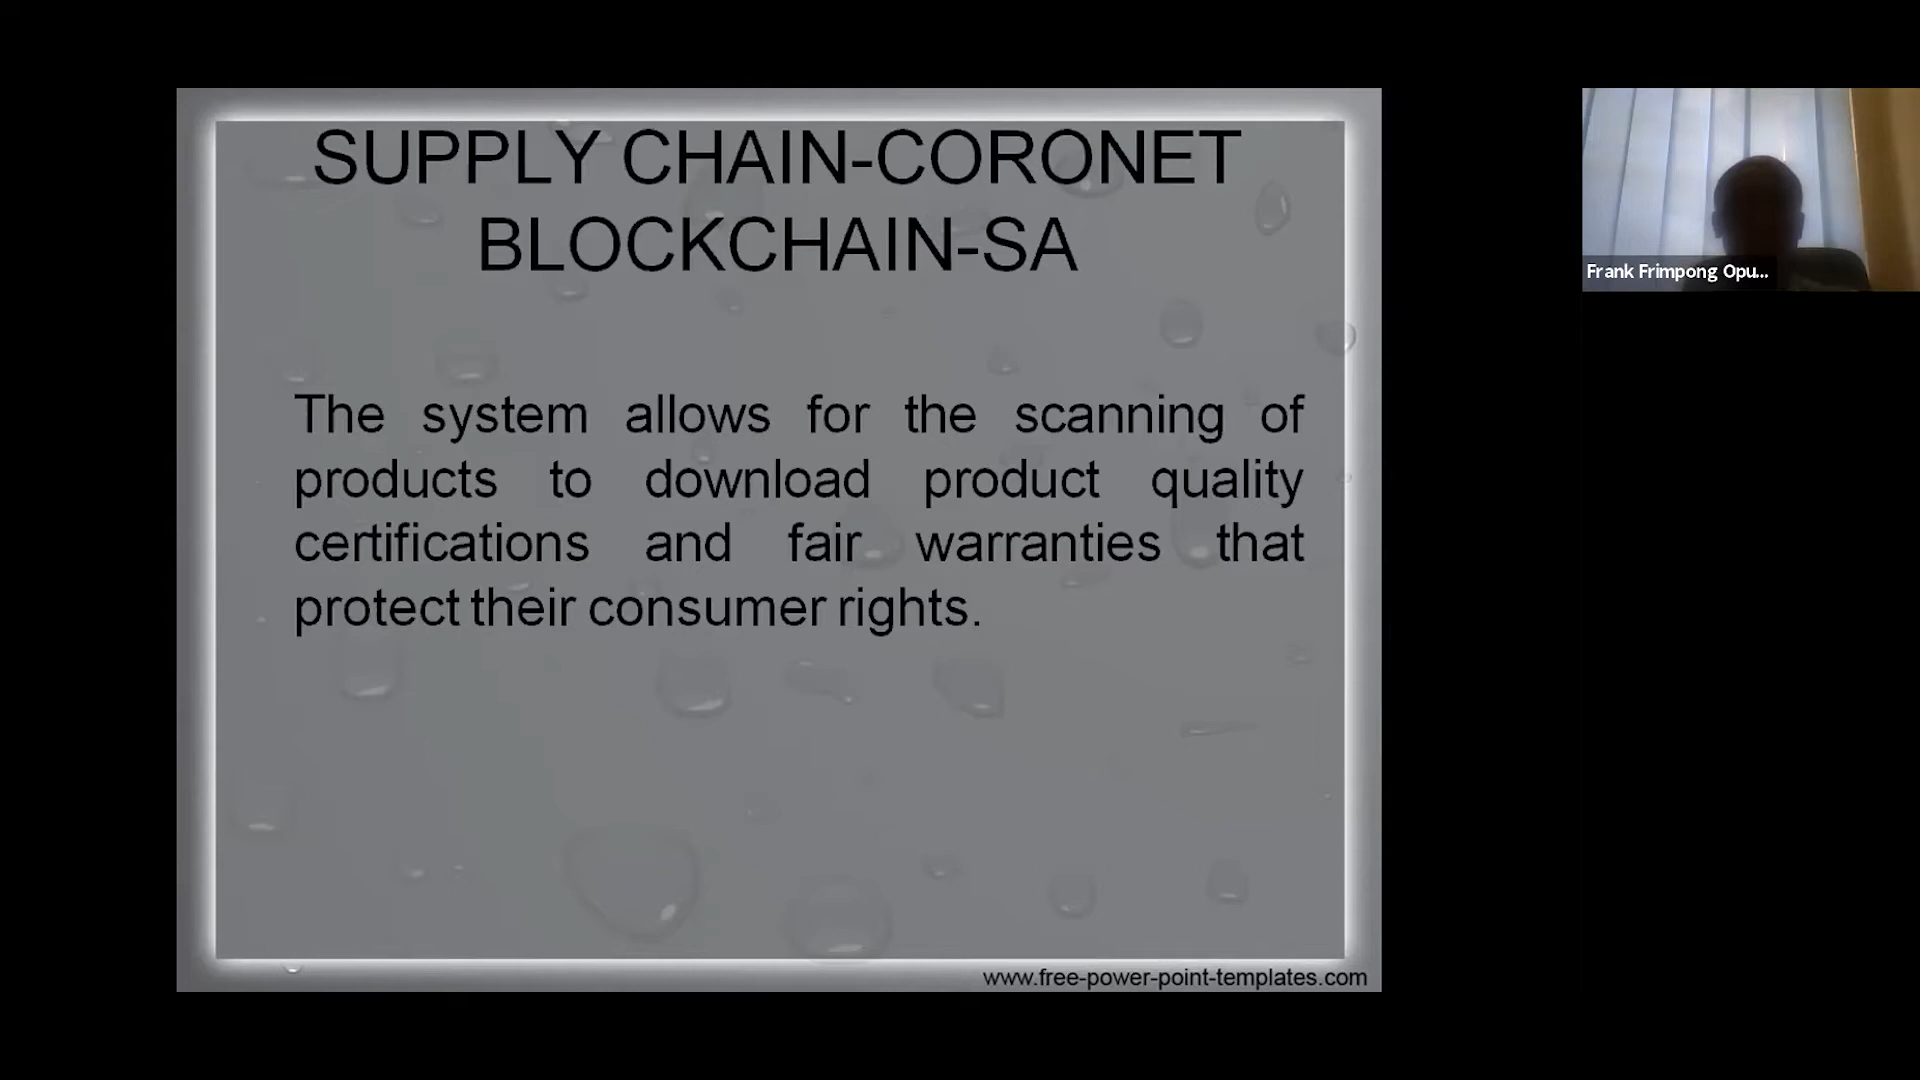 SUPPLY CHAIN-CORONET
BLOCKCHAIN-SA
The system allows for the scanning of
products to download product quality
certifications and fair warranties that
protect their consumer rights.
www.free-power-point-templates.com
Frank Frimpong Opu...